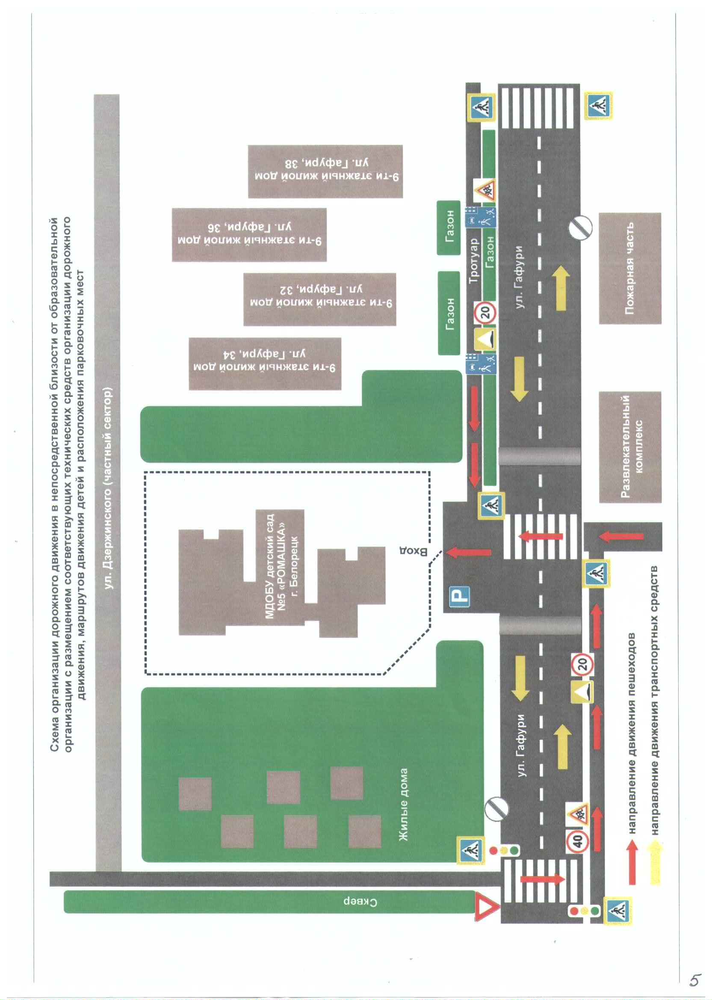 Схема организации дорожного движения в непосредственной близости от образовательной
организации с размещением соответствующих технических средств организации дорожного
движения, маршрутов движения детей и расположения парковочных мест
ул. Дзержинского (частный сектор)
9-ти этажный жилой дом
ул. Гафури, 34
9-ти этажный жилой дом
ул. Гафури, 36
9-ти этажный жилой дом
ул. Гафури, 32
9-ти этажный жилой дом
ул. Гафури, 38
МДОБУ детский сад
№5 «РОМАШКА»
г. Белорецк
Вход
Жилые дома
Сквер
Газон
Газон
Тротуар
Газон
P
20
ул. Гафури
ул. Гафури
20
40
Развлекательный
комплекс
Пожарная часть
направление движения пешеходов
направление движения транспортных средств
5